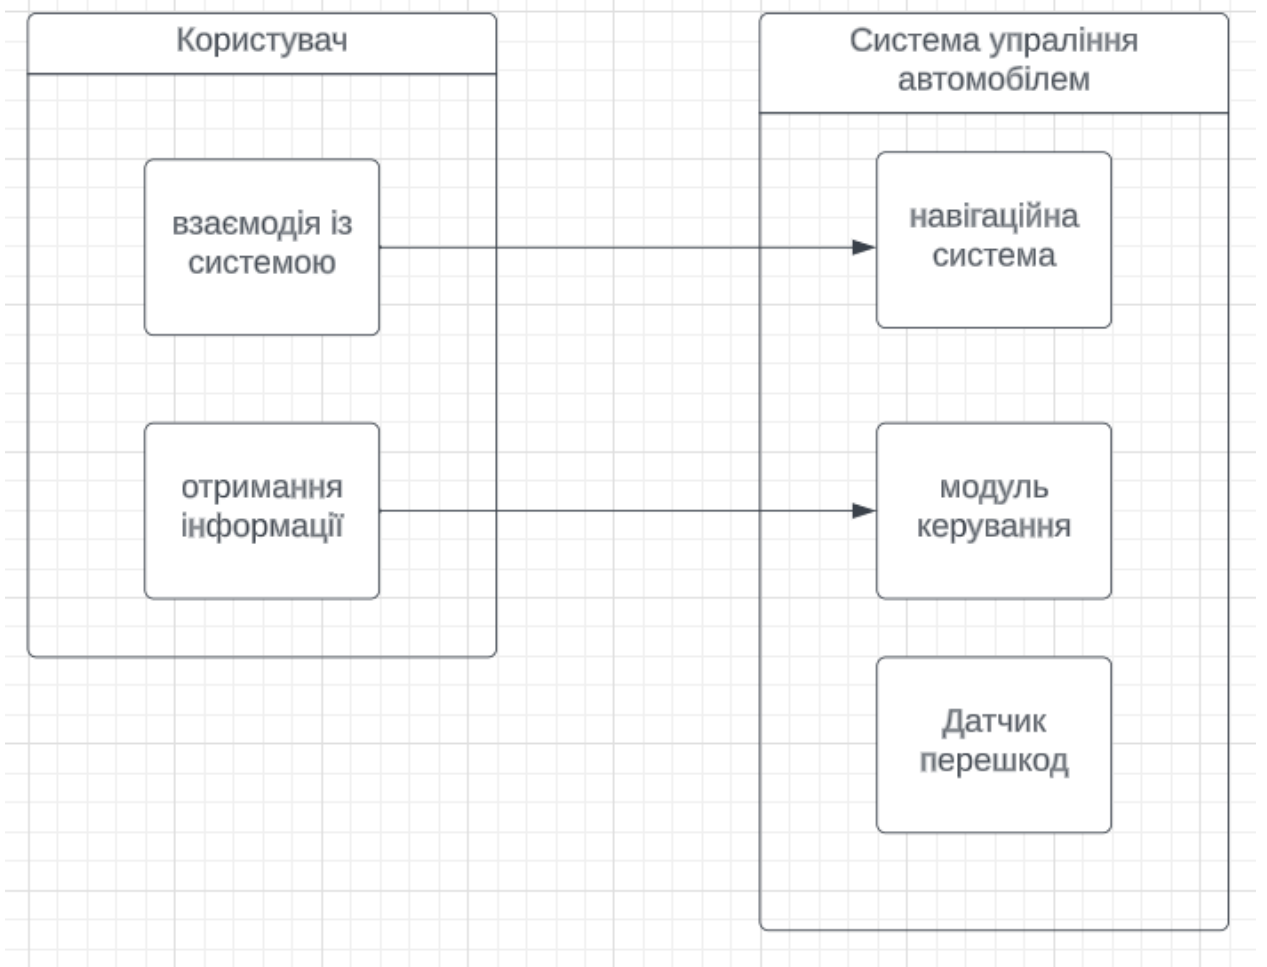 Користувач
взаємодія із
системою
отримання
інформації
Система упраління
автомобілем
навігаційна
система
модуль
керування
Датчик
перешкод